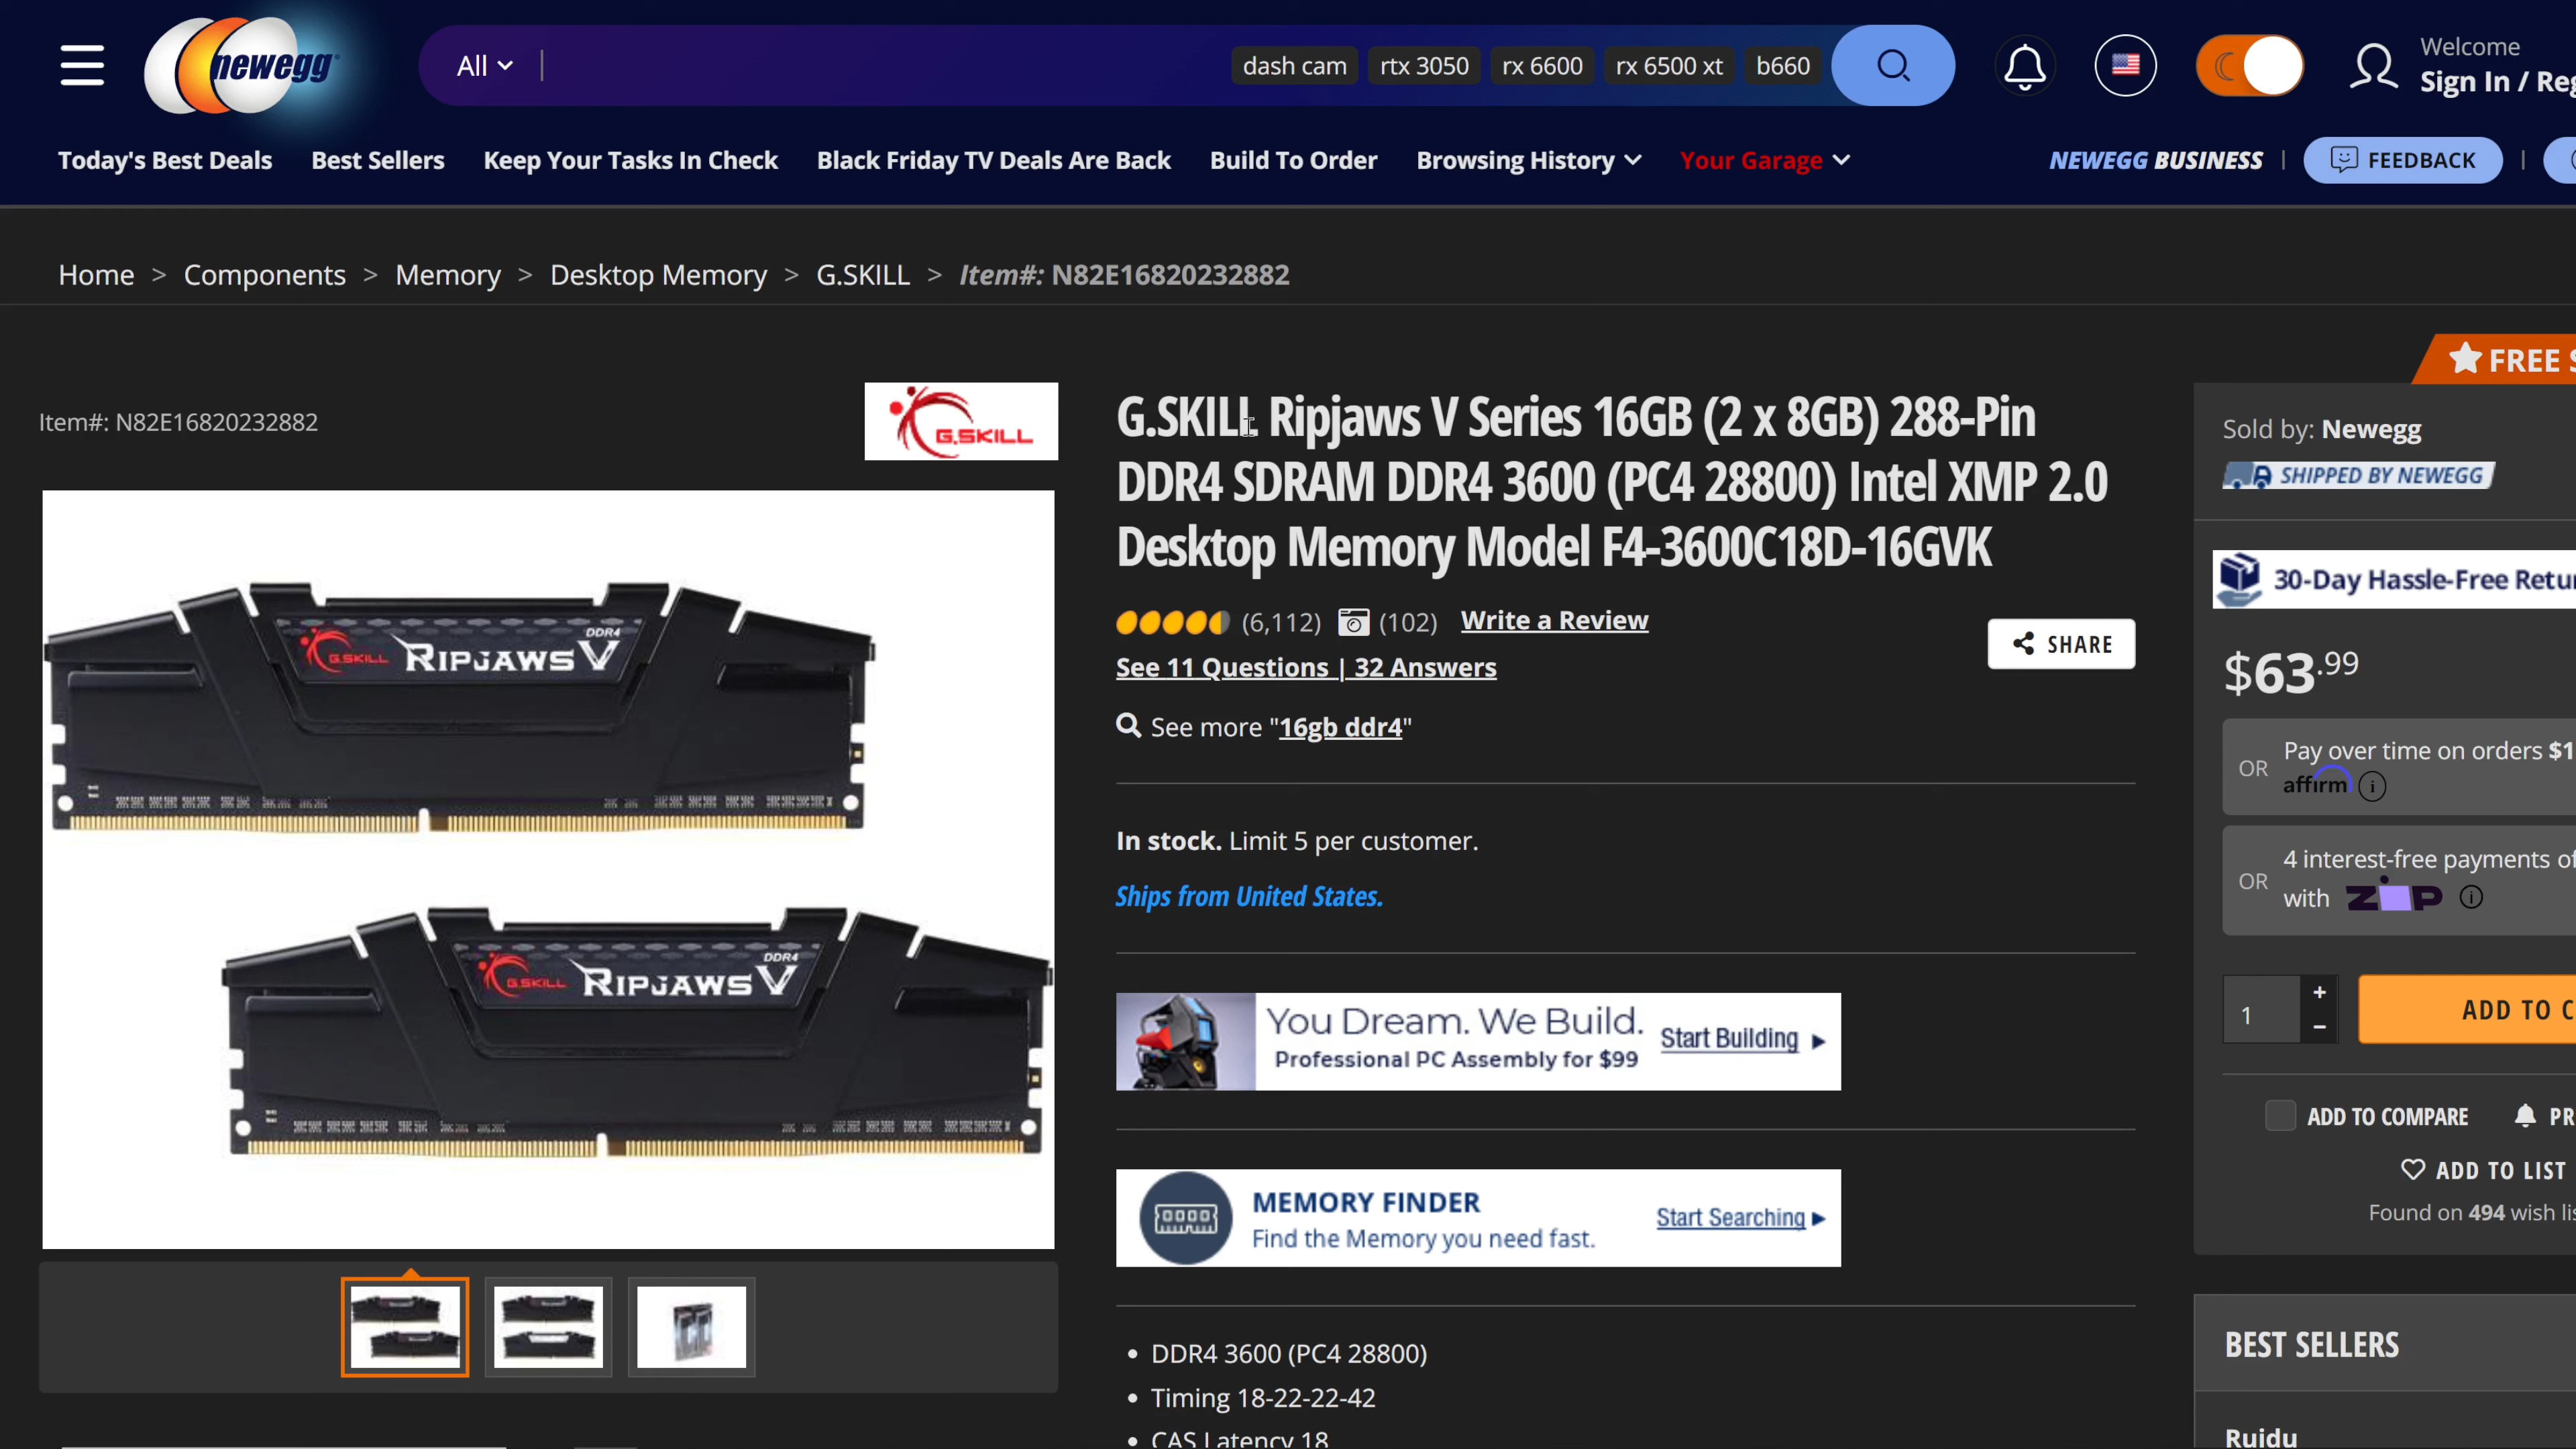 newegg
All
dash cam
rtx 3050
rx 6600
rx 6500 xt
b660
Welcome
Sign In / Reg
Today's Best Deals
Best Sellers
Keep Your Tasks In Check
Black Friday TV Deals Are Back
Build To Order
Browsing History
Your Garage
NEWEGG BUSINESS
FEEDBACK
Home > Components > Memory > Desktop Memory > G.SKILL > Item#: N82E16820232882
FREE S
Item#: N82E16820232882
G.SKILL
G.SKILL Ripjaws V Series 16GB (2 x 8GB) 288-Pin
DDR4 SDRAM DDR4 3600 (PC4 28800) Intel XMP 2.0
Desktop Memory Model F4-3600C18D-16GVK
(6,112)
(102)
Write a Review
See 11 Questions | 32 Answers
SHARE
See more "16gb ddr4"
In stock. Limit 5 per customer.
Ships from United States.
You Dream. We Build.
Professional PC Assembly for $99
Start Building
MEMORY FINDER
Find the Memory you need fast.
Start Searching
• DDR4 3600 (PC4 28800)
• Timing 18-22-22-42
• CAS Latency 18
DDR4
G.SKILL RIPJAWS V
DDR4
G.SKILL RIPJAWS V
Sold by: Newegg
SHIPPED BY NEWEGG
30-Day Hassle-Free Retu
$63.99
OR
Pay over time on orders $1
affirm
OR
4 interest-free payments of
with ZIP
1
+
−
ADD TO C
ADD TO COMPARE
PR
ADD TO LIST
Found on 494 wish lis
BEST SELLERS
Ruidu